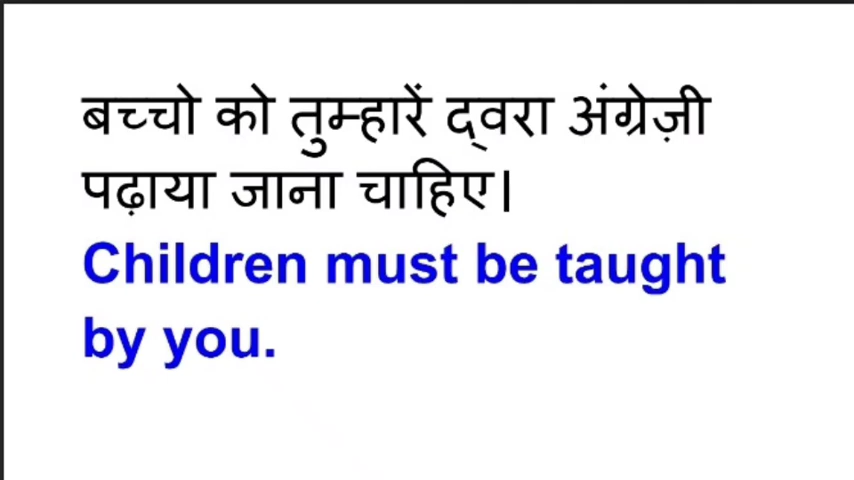 बच्चो को तुम्हारें द्वरा अंग्रेज़ी
पढ़ाया जाना चाहिए।
Children must be taught
by you.